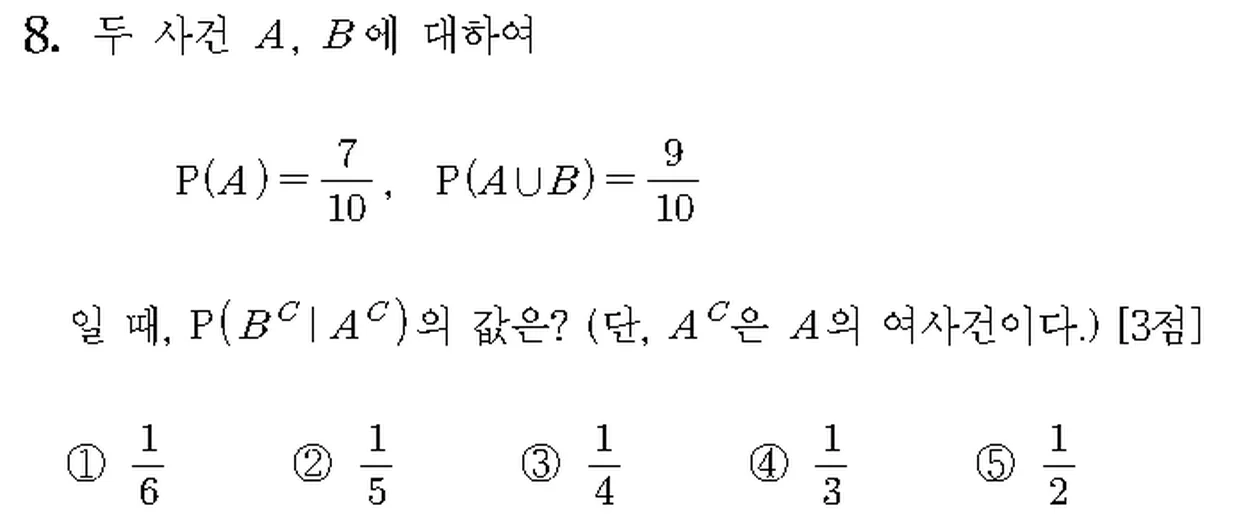 8. 두 사건 A, B에 대하여
P(A)=7/10, P(A∪B)=9/10
일 때, P(B^C|A^C)의 값은? (단, A^C은 A의 여사건이다.) [3점]
① 1/6 ② 1/5 ③ 1/4 ④ 1/3 ⑤ 1/2